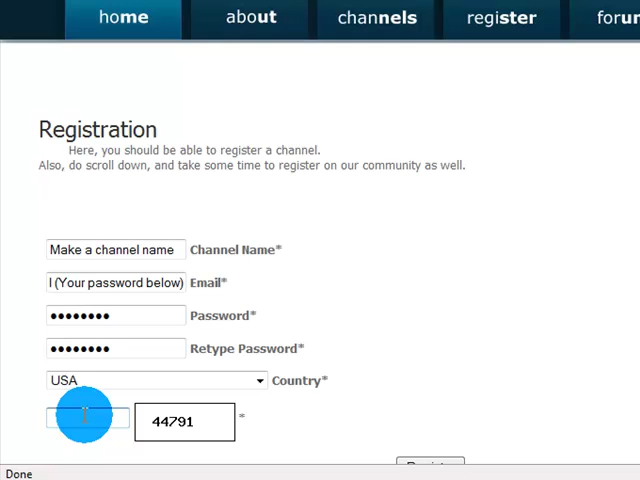 home about channels register
Registration
Here, you should be able to register a channel.
Also, do scroll down, and take some time to register on our community as well.
Make a channel name Channel Name*
l (Your password below) Email*
•••••••• Password*
•••••••• Retype Password*
USA Country*
44791 *
Done